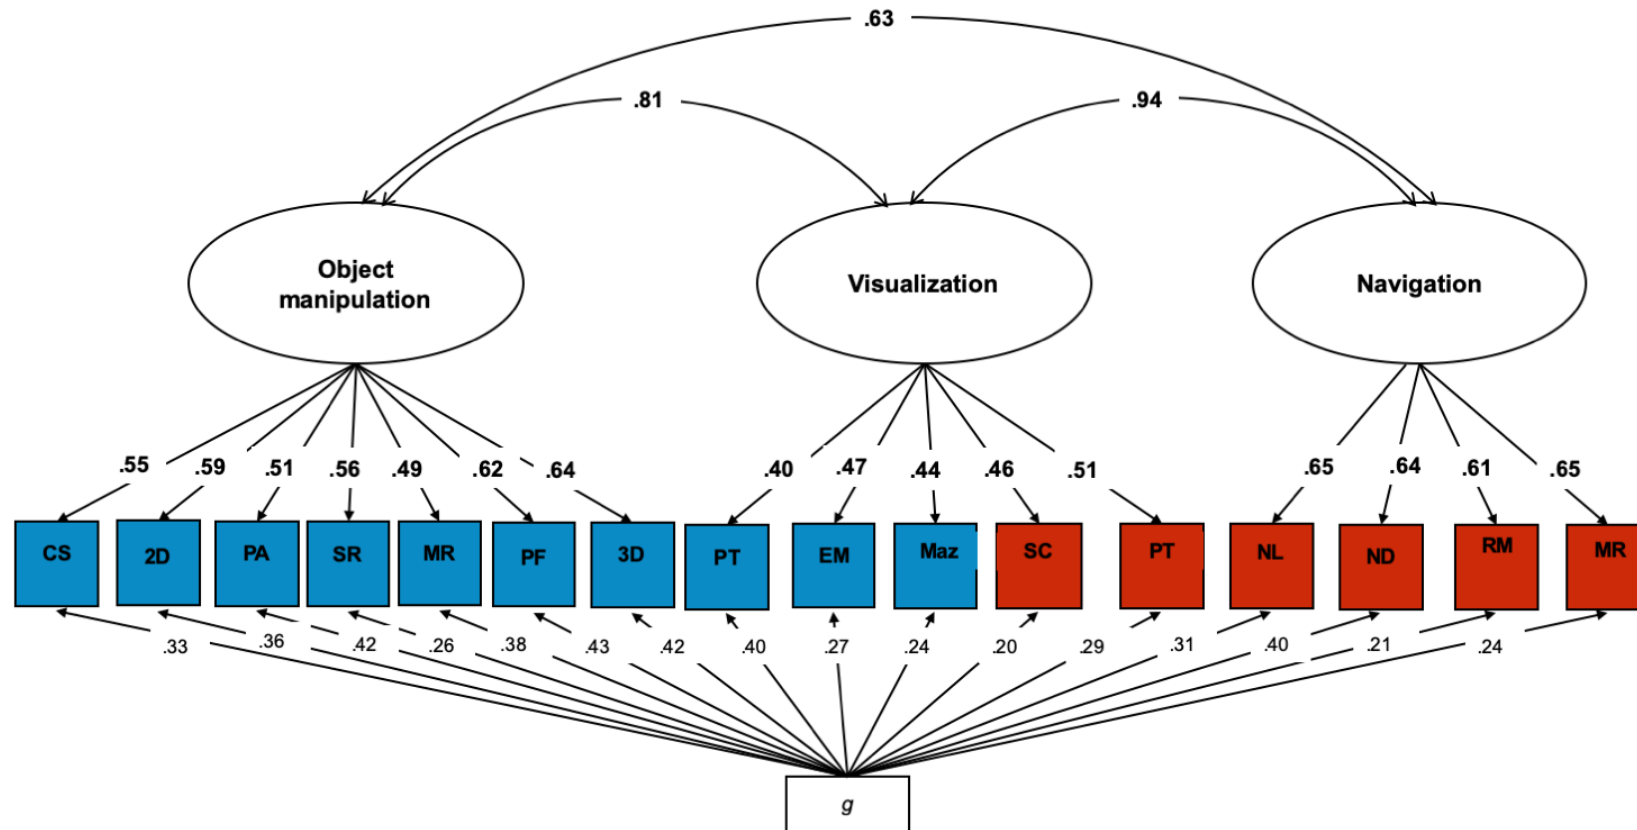 .63
.81
.94
Object
manipulation
Visualization
Navigation
.55 .59 .51 .56 .49 .62 .64 .40 .47 .44 .46 .51 .65 .64 .61 .65
CS 2D PA SR MR PF 3D PT EM Maz SC PT NL ND RM MR
.33 .36 .42 .26 .38 .43 .42 .40 .27 .24 .20 .29 .31 .40 .21 .24
g